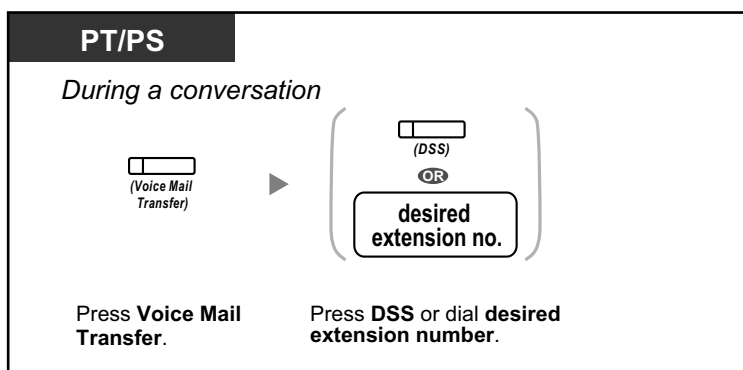 PT/PS
During a conversation
(Voice Mail
Transfer)
(DSS)
OR
desired
extension no.
Press Voice Mail
Transfer.
Press DSS or dial desired
extension number.